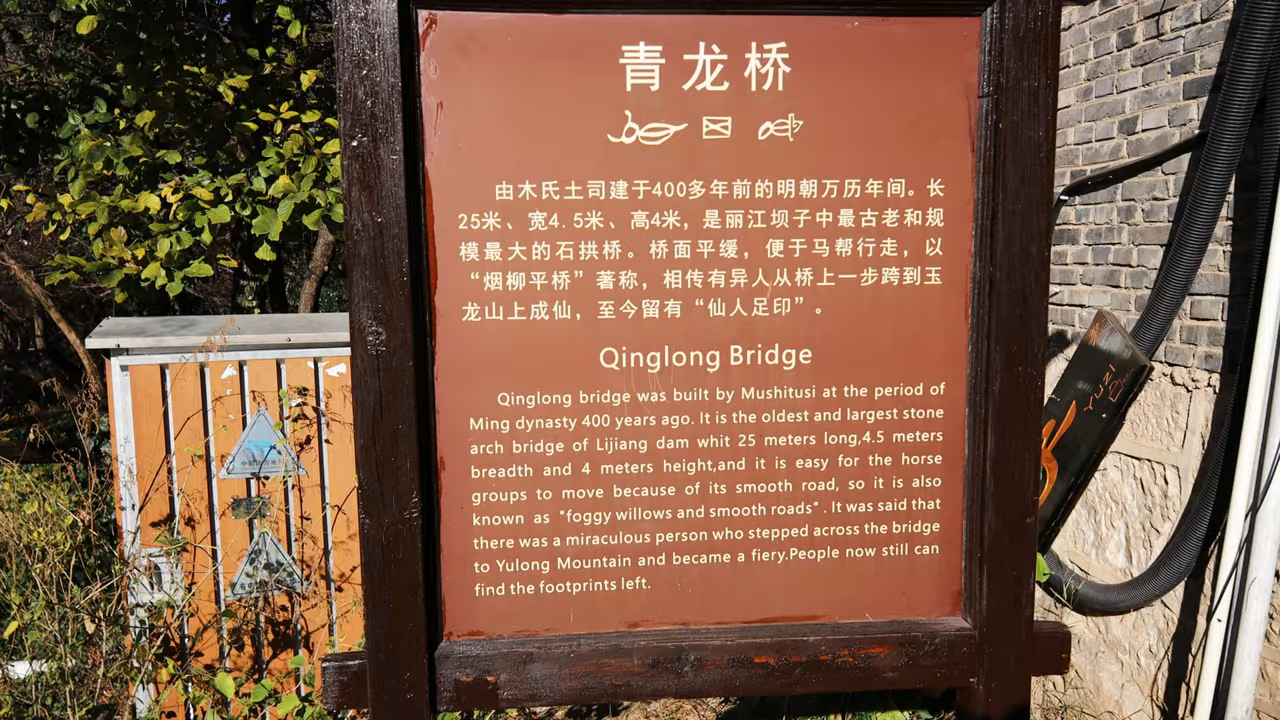 青龙桥
由木氏土司建于400多年前的明朝万历年间。长
25米、宽4.5米、高4米，是丽江坝子中最古老和规
模最大的石拱桥。桥面平缓，便于马帮行走，以
“烟柳平桥”著称，相传有异人从桥上一步跨到玉
龙山上成仙，至今留有“仙人足印”。
Qinglong Bridge
Qinglong bridge was built by Mushitusi at the period of
Ming dynasty 400 years ago. It is the oldest and largest stone
arch bridge of Lijiang dam whit 25 meters long,4.5 meters
breadth and 4 meters height,and it is easy for the horse
groups to move because of its smooth road, so it is also
known as "foggy willows and smooth roads" . It was said that
there was a miraculous person who stepped across the bridge
to Yulong Mountain and became a fiery.People now still can
find the footprints left.
YUZI